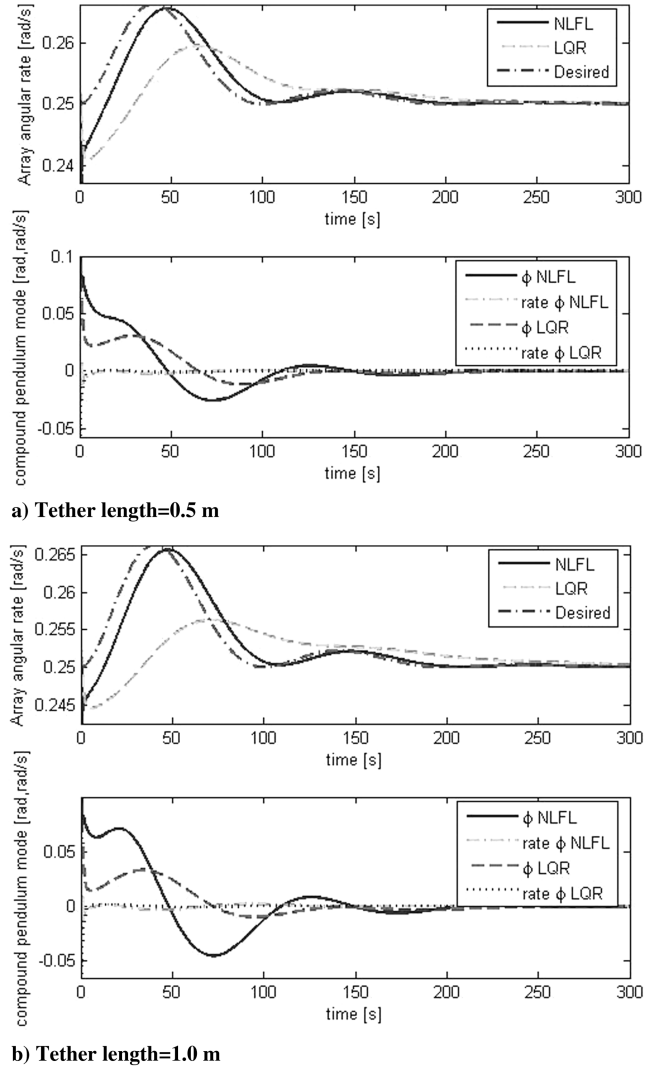 Array angular rate [rad/s]
0.26
0.25
0.24
NLFL
LQR
Desired
0 50 100 150 200 250 300
time [s]
compound pendulum mode [rad,rad/s]
0.1
0.05
0
-0.05
ϕ NLFL
rate ϕ NLFL
ϕ LQR
rate ϕ LQR
0 50 100 150 200 250 300
time [s]
a) Tether length=0.5 m
Array angular rate [rad/s]
0.265
0.26
0.255
0.25
0.245
NLFL
LQR
Desired
0 50 100 150 200 250 300
time [s]
compound pendulum mode [rad,rad/s]
0.05
0
-0.05
ϕ NLFL
rate ϕ NLFL
ϕ LQR
rate ϕ LQR
0 50 100 150 200 250 300
time [s]
b) Tether length=1.0 m